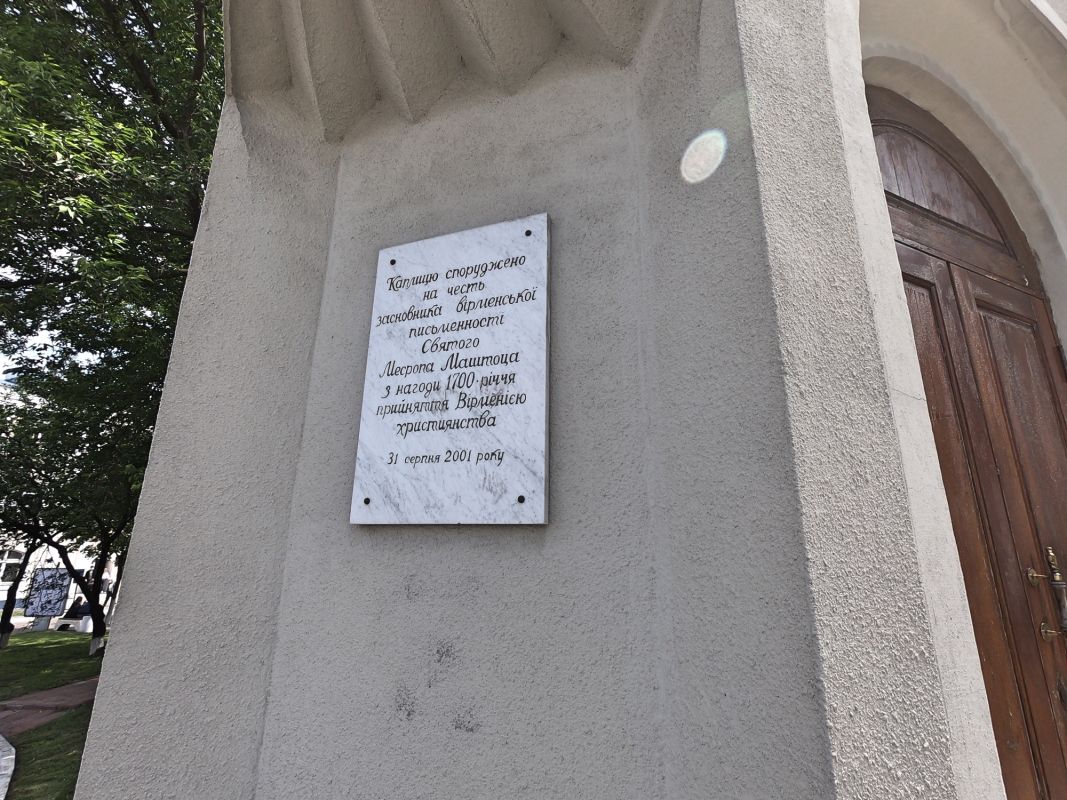 Каплицю споруджено
на честь
засновника вірменської
письменності
Святого
Месропа Маштоца
з нагоди 1700-річчя
прийняття Вірменією
християнства
31 серпня 2001 року